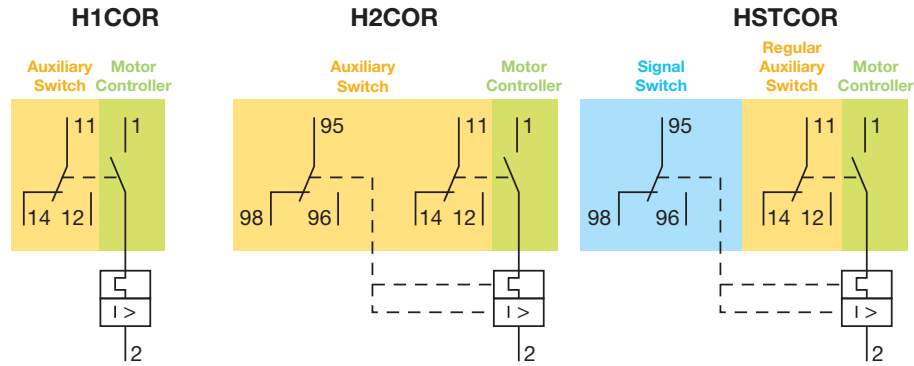 H1COR
H2COR
HSTCOR
Auxiliary
Switch
Motor
Controller
Auxiliary
Switch
Motor
Controller
Signal
Switch
Regular
Auxiliary
Switch
Motor
Controller
11
1
14
12
I >
2
95
98
96
11
1
14
12
I >
2
95
98
96
11
1
14
12
I >
2